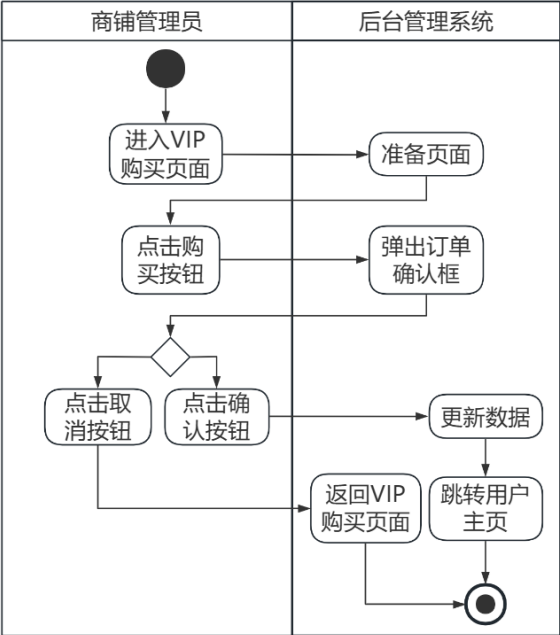 商铺管理员
后台管理系统
进入VIP
购买页面
准备页面
点击购
买按钮
弹出订单
确认框
点击取
消按钮
点击确
认按钮
更新数据
返回VIP
购买页面
跳转用户
主页